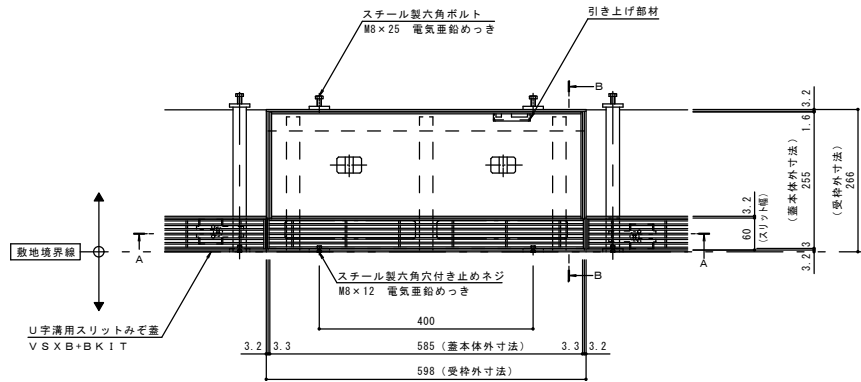 スチール製六角ボルト
M8×25 電気亜鉛めっき
引き上げ部材
B
3.2
1.6
(蓋本体外寸法)
255
(受枠外寸法)
266
3.2
60
(スリット幅)
3
3.2
敷地境界線
A
A
スチール製六角穴付き止めネジ
M8×12 電気亜鉛めっき
B
U字溝用スリットみぞ蓋
VSXB+BKIT
400
3.2
3.3
585(蓋本体外寸法)
3.3
3.2
598(受枠外寸法)